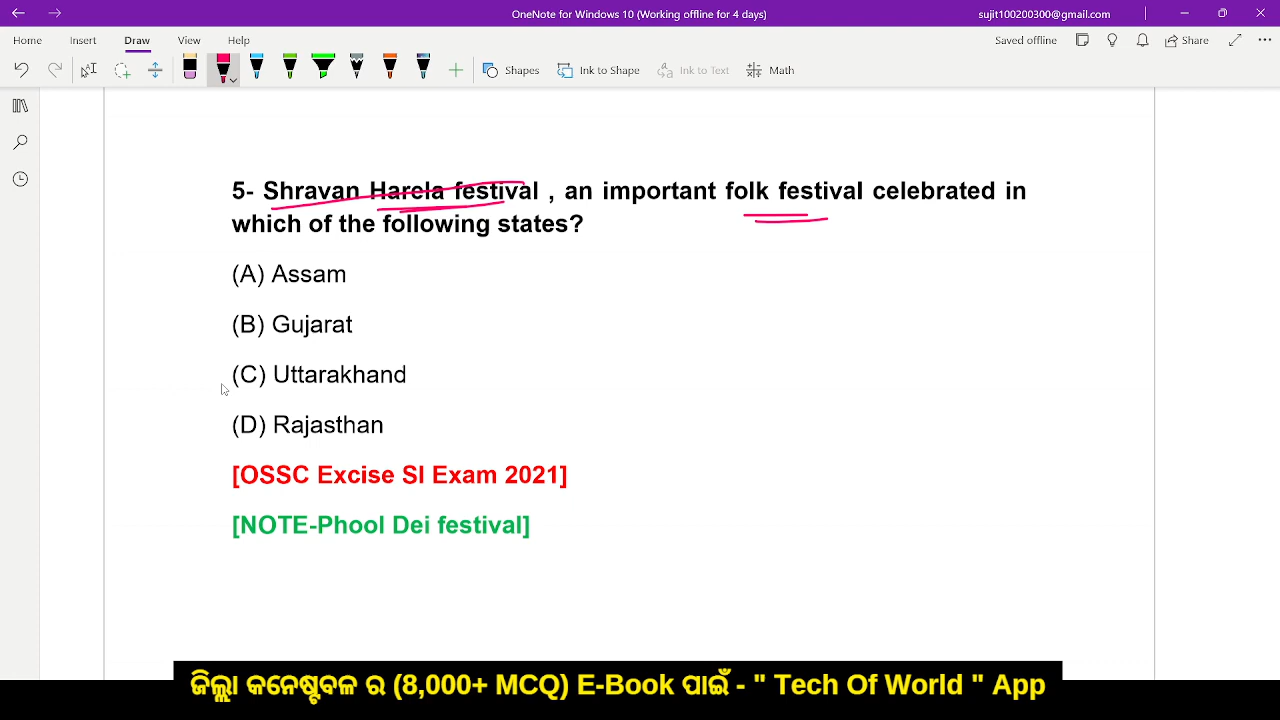 OneNote for Windows 10 (Working offline for 4 days)
sujit100200300@gmail.com
Home Insert Draw View Help
Saved offline
Share
Shapes
Ink to Shape
Ink to Text
Math
5- Shravan Harela festival , an important folk festival celebrated in
which of the following states?
(A) Assam
(B) Gujarat
(C) Uttarakhand
(D) Rajasthan
[OSSC Excise SI Exam 2021]
[NOTE-Phool Dei festival]
ଜିଲ୍ଲା କନେଷ୍ଟବଳ ର (8,000+ MCQ) E-Book ପାଇଁ - " Tech Of World " App